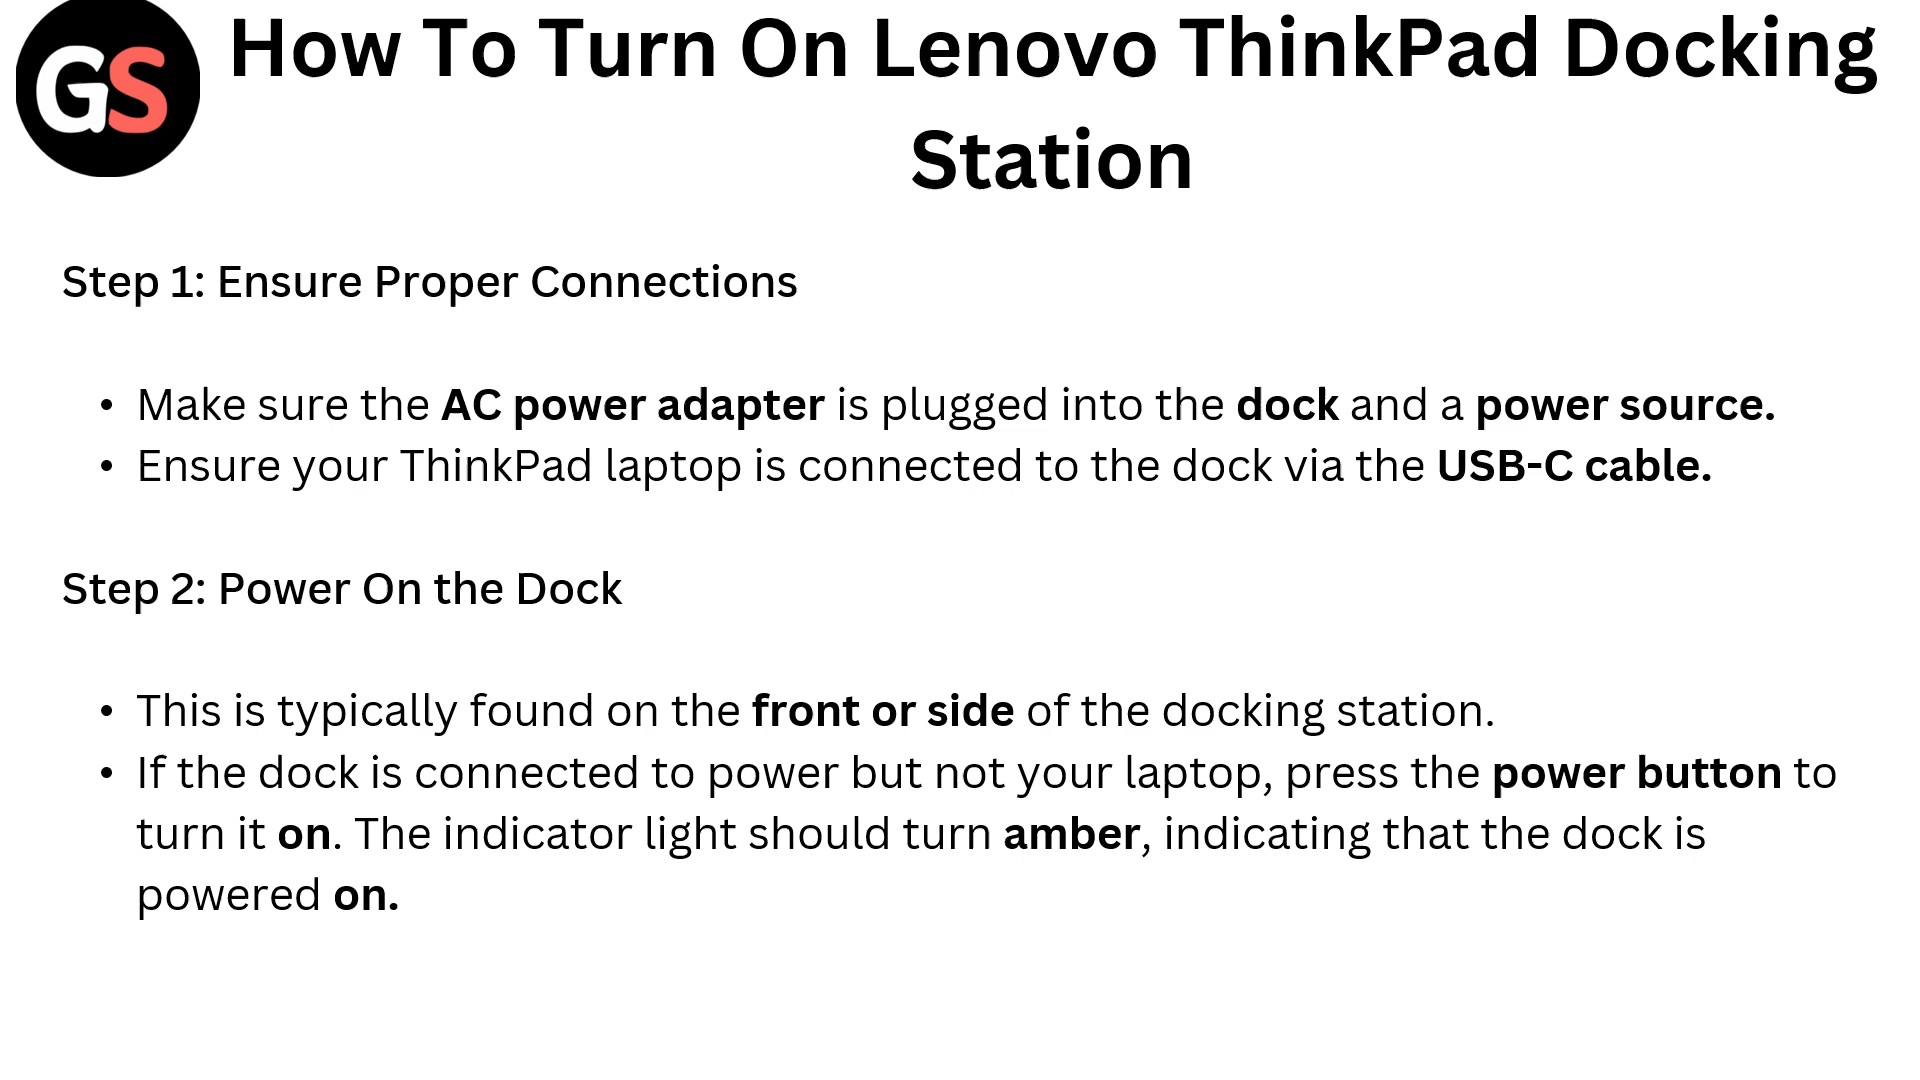 GS
How To Turn On Lenovo ThinkPad Docking
Station
Step 1: Ensure Proper Connections
• Make sure the AC power adapter is plugged into the dock and a power source.
• Ensure your ThinkPad laptop is connected to the dock via the USB-C cable.
Step 2: Power On the Dock
• This is typically found on the front or side of the docking station.
• If the dock is connected to power but not your laptop, press the power button to
turn it on. The indicator light should turn amber, indicating that the dock is
powered on.